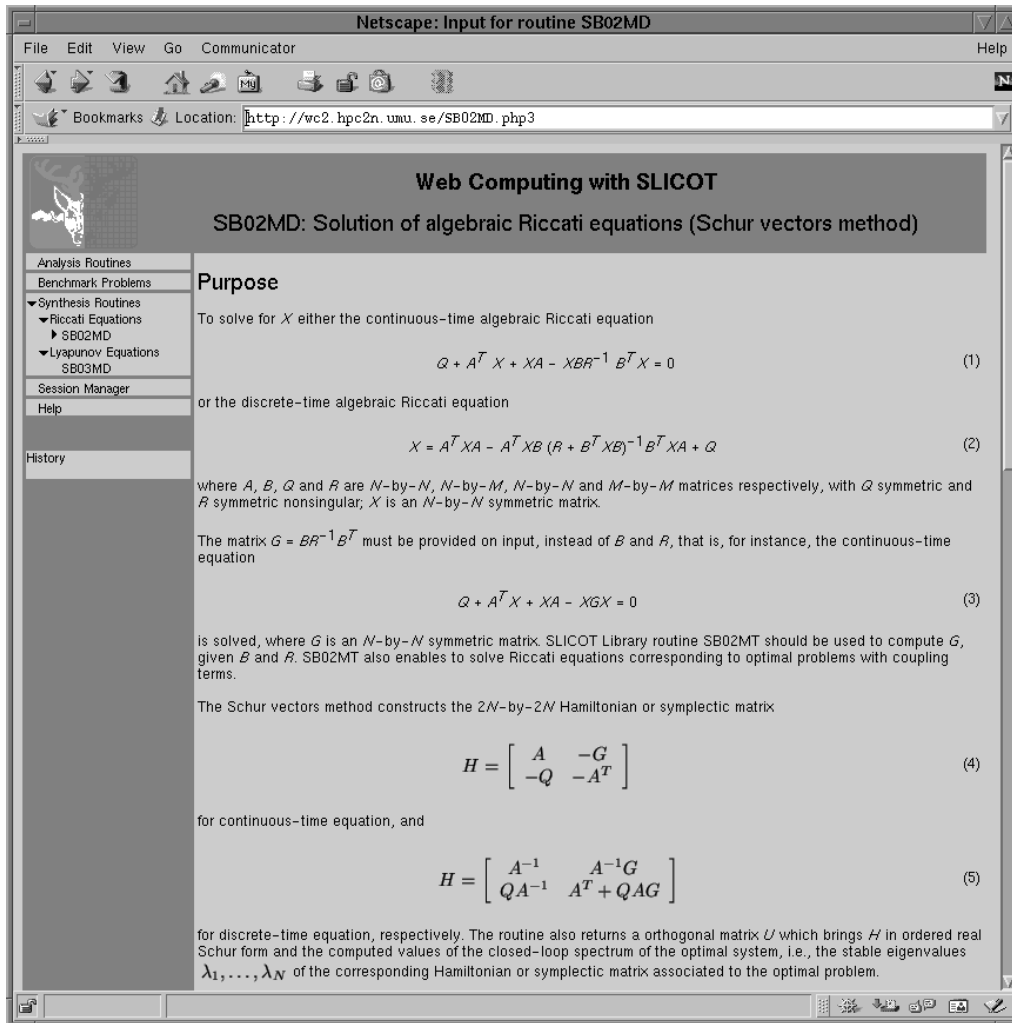 Netscape: Input for routine SB02MD
File Edit View Go Communicator Help
My
N
Bookmarks Location: http://wc2.hpc2n.umu.se/SB02MD.php3
Web Computing with SLICOT
SB02MD: Solution of algebraic Riccati equations (Schur vectors method)
Analysis Routines
Benchmark Problems
Synthesis Routines
Riccati Equations
SB02MD
Lyapunov Equations
SB03MD
Session Manager
Help
History
Purpose
To solve for X either the continuous-time algebraic Riccati equation
Q + A^T X + XA - XBR^-1 B^T X = 0 (1)
or the discrete-time algebraic Riccati equation
X = A^T XA - A^T XB (R + B^T XB)^-1 B^T XA + Q (2)
where A, B, Q and R are N-by-N, N-by-M, N-by-N and M-by-M matrices respectively, with Q symmetric and
R symmetric nonsingular; X is an N-by-N symmetric matrix.
The matrix G = BR^-1 B^T must be provided on input, instead of B and R, that is, for instance, the continuous-time
equation
Q + A^T X + XA - XGX = 0 (3)
is solved, where G is an N-by-N symmetric matrix. SLICOT Library routine SB02MT should be used to compute G,
given B and R. SB02MT also enables to solve Riccati equations corresponding to optimal problems with coupling
terms.
The Schur vectors method constructs the 2N-by-2N Hamiltonian or symplectic matrix
H = [ A -G
-Q -A^T ] (4)
for continuous-time equation, and
H = [ A^-1 A^-1 G
QA^-1 A^T + QAG ] (5)
for discrete-time equation, respectively. The routine also returns a orthogonal matrix U which brings H in ordered real
Schur form and the computed values of the closed-loop spectrum of the optimal system, i.e., the stable eigenvalues
λ1, . . . , λN of the corresponding Hamiltonian or symplectic matrix associated to the optimal problem.